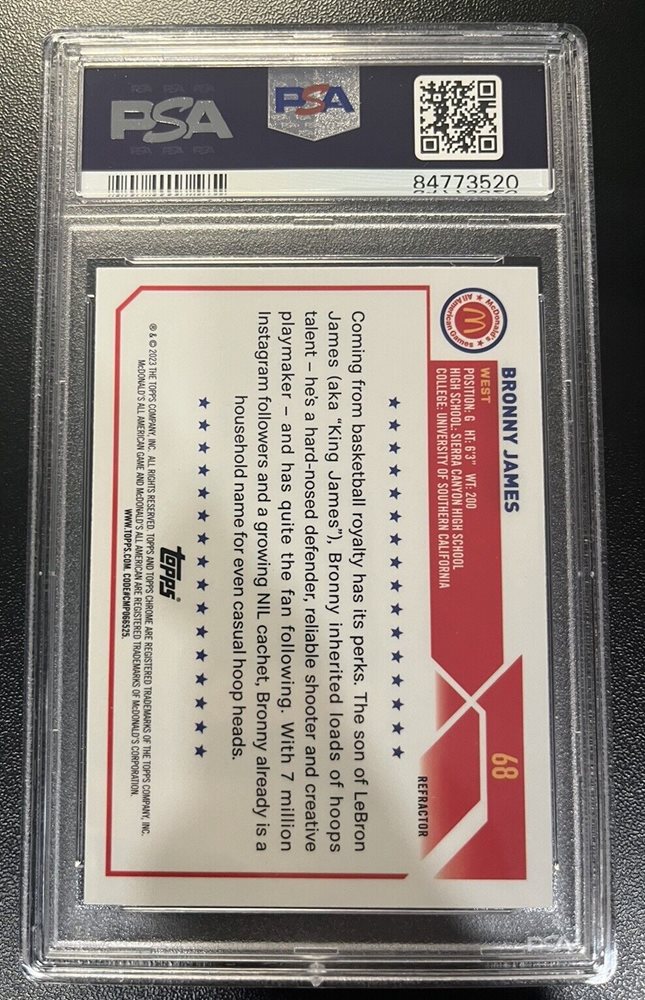 PSA
PSA
84773520
McDonald's
All American Games
BRONNY JAMES
WEST
POSITION: G HT: 6'3" WT: 200
HIGH SCHOOL: SIERRA CANYON HIGH SCHOOL
COLLEGE: UNIVERSITY OF SOUTHERN CALIFORNIA
68
REFRACTOR
Coming from basketball royalty has its perks. The son of LeBron
James (aka "King James"), Bronny inherited loads of hoops
talent – he's a hard-nosed defender, reliable shooter and creative
playmaker – and has quite the fan following. With 7 million
Instagram followers and a growing NIL cachet, Bronny already is a
household name for even casual hoop heads.
topps®
® & © 2023 THE TOPPS COMPANY, INC. ALL RIGHTS RESERVED. TOPPS AND TOPPS CHROME ARE REGISTERED TRADEMARKS OF THE TOPPS COMPANY, INC.
McDONALD'S ALL AMERICAN GAME AND McDONALD'S ALL AMERICAN ARE REGISTERED TRADEMARKS OF McDONALD'S CORPORATION.
WWW.TOPPS.COM. CODE#CMP066525.
PSA